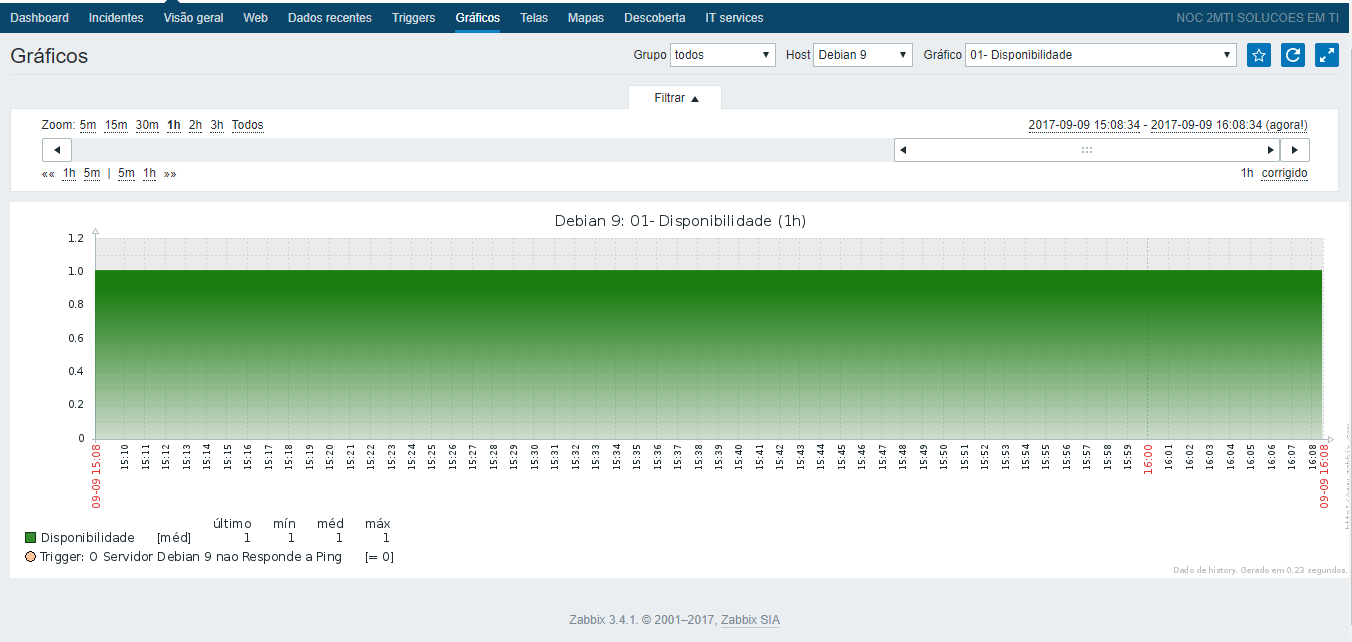 Dashboard Incidentes Visão geral Web Dados recentes Triggers Gráficos Telas Mapas Descoberta IT services NOC 2MTI SOLUCOES EM TI
Gráficos Grupo todos Host Debian 9 Gráfico 01- Disponibilidade
Filtrar ▲
Zoom: 5m 15m 30m 1h 2h 3h Todos 2017-09-09 15:08:34 - 2017-09-09 16:08:34 (agora!)
«« 1h 5m | 5m 1h »» 1h corrigido
Debian 9: 01- Disponibilidade (1h)
1.2
1.0
0.8
0.6
0.4
0.2
0
09-09 15:08 15:10 15:11 15:12 15:13 15:14 15:15 15:16 15:17 15:18 15:19 15:20 15:21 15:22 15:23 15:24 15:25 15:26 15:27 15:28 15:29 15:30 15:31 15:32 15:33 15:34 15:35 15:36 15:37 15:38 15:39 15:40 15:41 15:42 15:43 15:44 15:45 15:46 15:47 15:48 15:49 15:50 15:51 15:52 15:53 15:54 15:55 15:56 15:57 15:58 15:59 16:00 16:01 16:02 16:03 16:04 16:05 16:06 16:07 16:08 09-09 16:08
último mín méd máx
Disponibilidade [méd] 1 1 1 1
Trigger: O Servidor Debian 9 nao Responde a Ping [= 0]
Dado de history. Gerado em 0.23 segundos.
Zabbix 3.4.1. © 2001–2017, Zabbix SIA